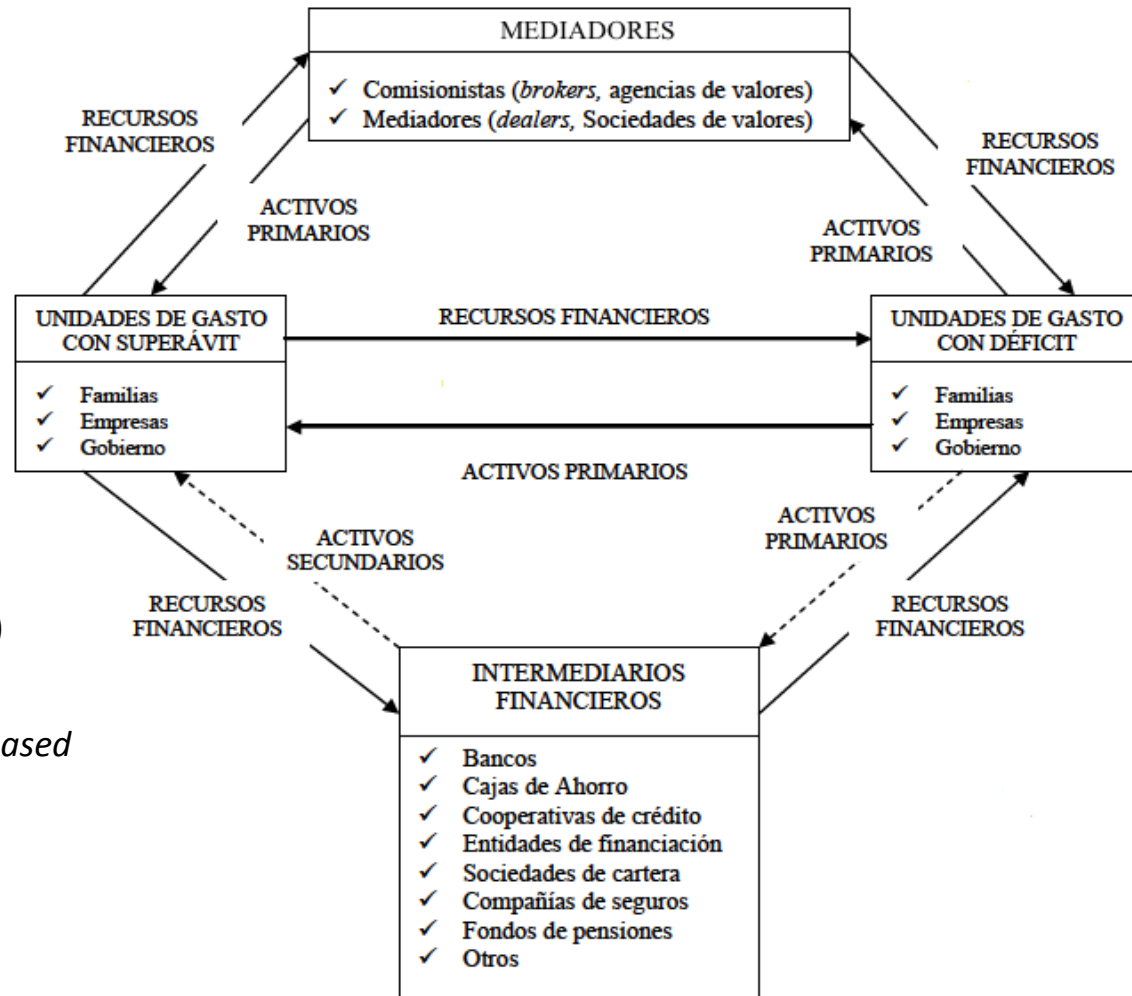 MEDIADORES
✓ Comisionistas (brokers, agencias de valores)
✓ Mediadores (dealers, Sociedades de valores)
RECURSOS
FINANCIEROS
RECURSOS
FINANCIEROS
ACTIVOS
PRIMARIOS
ACTIVOS
PRIMARIOS
UNIDADES DE GASTO
CON SUPERÁVIT
✓ Familias
✓ Empresas
✓ Gobierno
RECURSOS FINANCIEROS
UNIDADES DE GASTO
CON DÉFICIT
✓ Familias
✓ Empresas
✓ Gobierno
ACTIVOS PRIMARIOS
ACTIVOS
SECUNDARIOS
ACTIVOS
PRIMARIOS
RECURSOS
FINANCIEROS
RECURSOS
FINANCIEROS
)
ased
INTERMEDIARIOS
FINANCIEROS
✓ Bancos
✓ Cajas de Ahorro
✓ Cooperativas de crédito
✓ Entidades de financiación
✓ Sociedades de cartera
✓ Compañías de seguros
✓ Fondos de pensiones
✓ Otros